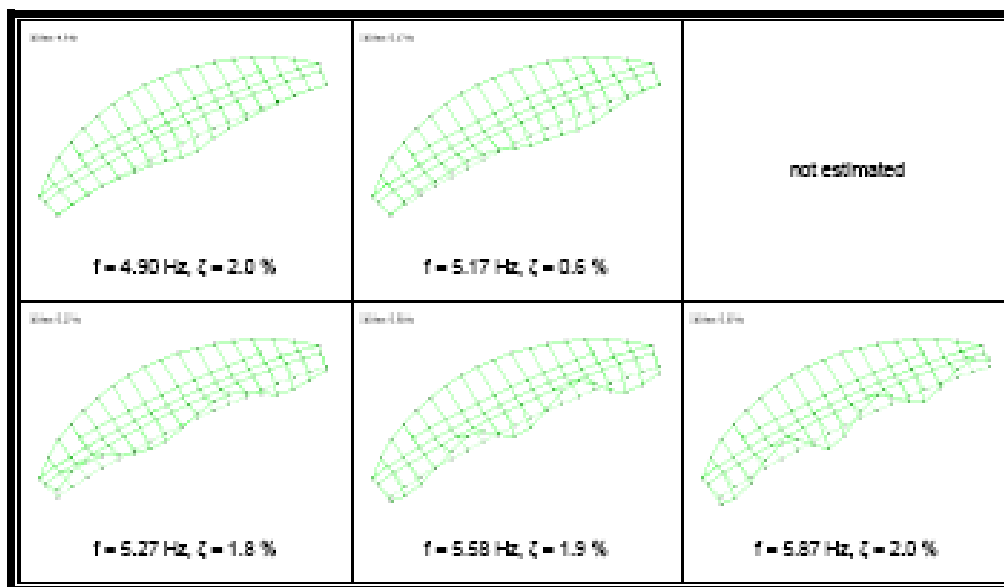 not estimated
f = 4.90 Hz, ζ = 2.0 %
f = 5.17 Hz, ζ = 0.6 %
f = 5.27 Hz, ζ = 1.8 %
f = 5.58 Hz, ζ = 1.9 %
f = 5.87 Hz, ζ = 2.0 %